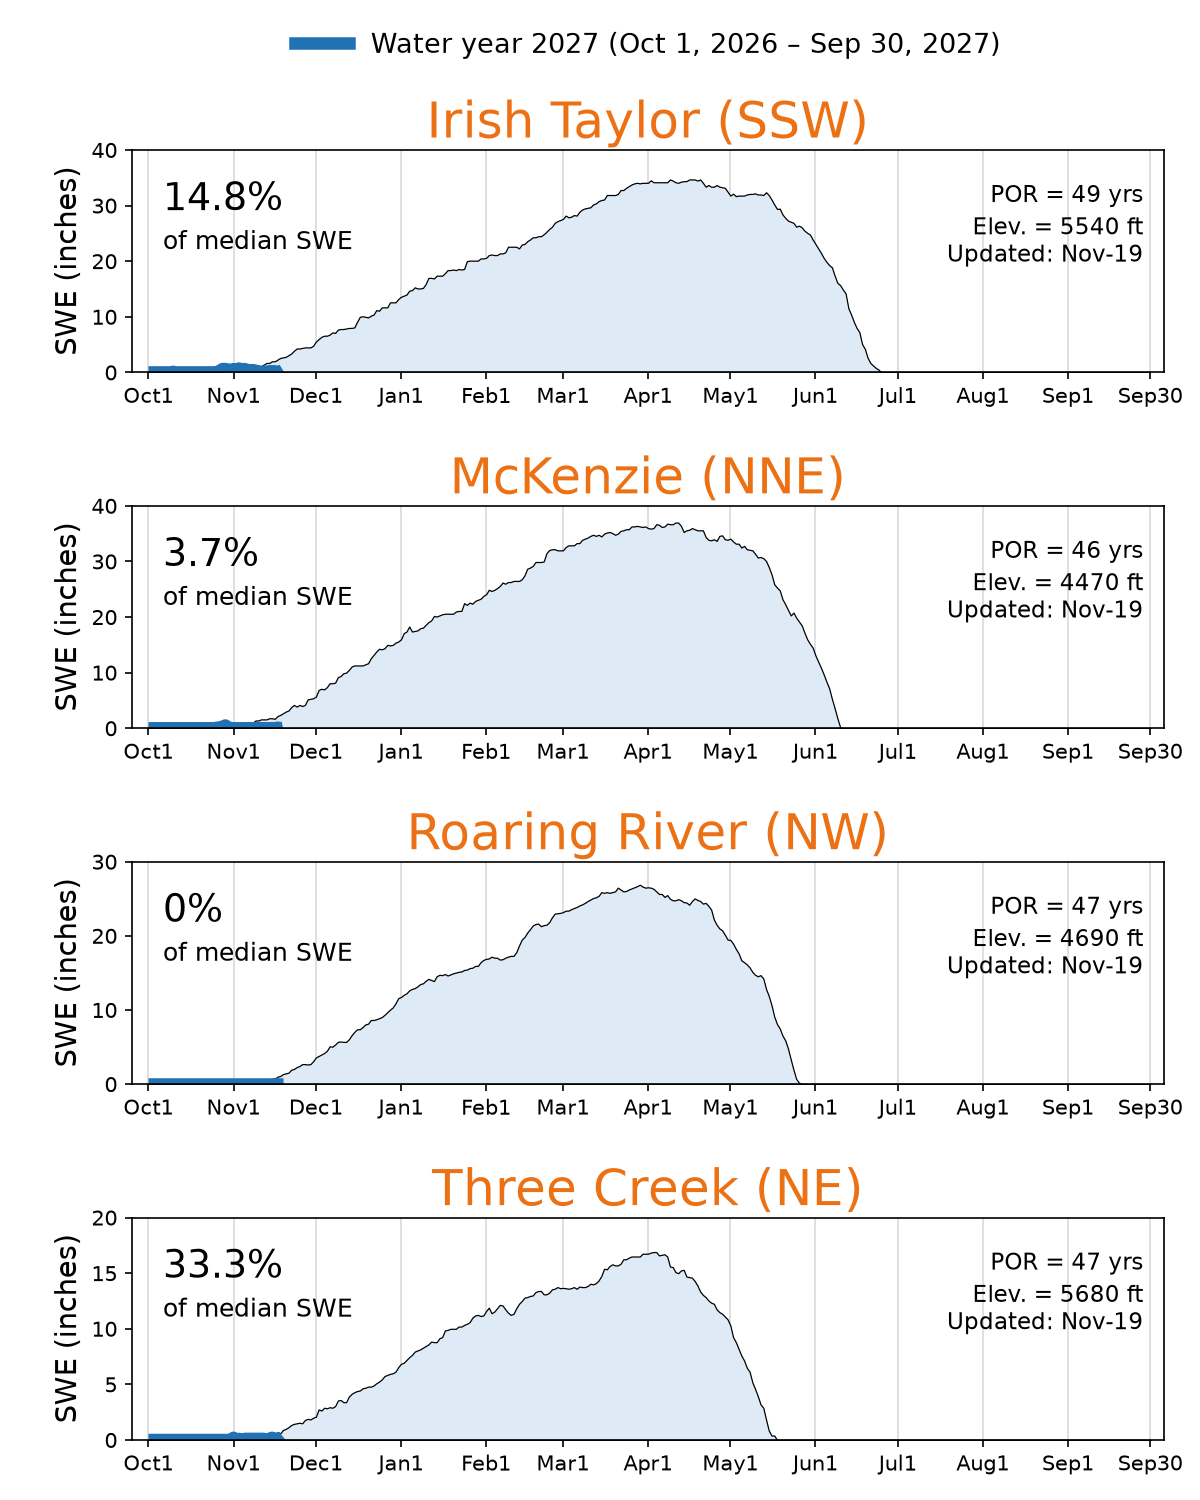 Water year 2027 (Oct 1, 2026 – Sep 30, 2027)
Irish Taylor (SSW)
SWE (inches)
40
30
20
10
0
14.8%
of median SWE
POR = 49 yrs
Elev. = 5540 ft
Updated: Nov-19
Oct1 Nov1 Dec1 Jan1 Feb1 Mar1 Apr1 May1 Jun1 Jul1 Aug1 Sep1 Sep30
McKenzie (NNE)
SWE (inches)
40
30
20
10
0
3.7%
of median SWE
POR = 46 yrs
Elev. = 4470 ft
Updated: Nov-19
Oct1 Nov1 Dec1 Jan1 Feb1 Mar1 Apr1 May1 Jun1 Jul1 Aug1 Sep1 Sep30
Roaring River (NW)
SWE (inches)
30
20
10
0
0%
of median SWE
POR = 47 yrs
Elev. = 4690 ft
Updated: Nov-19
Oct1 Nov1 Dec1 Jan1 Feb1 Mar1 Apr1 May1 Jun1 Jul1 Aug1 Sep1 Sep30
Three Creek (NE)
SWE (inches)
20
15
10
5
0
33.3%
of median SWE
POR = 47 yrs
Elev. = 5680 ft
Updated: Nov-19
Oct1 Nov1 Dec1 Jan1 Feb1 Mar1 Apr1 May1 Jun1 Jul1 Aug1 Sep1 Sep30